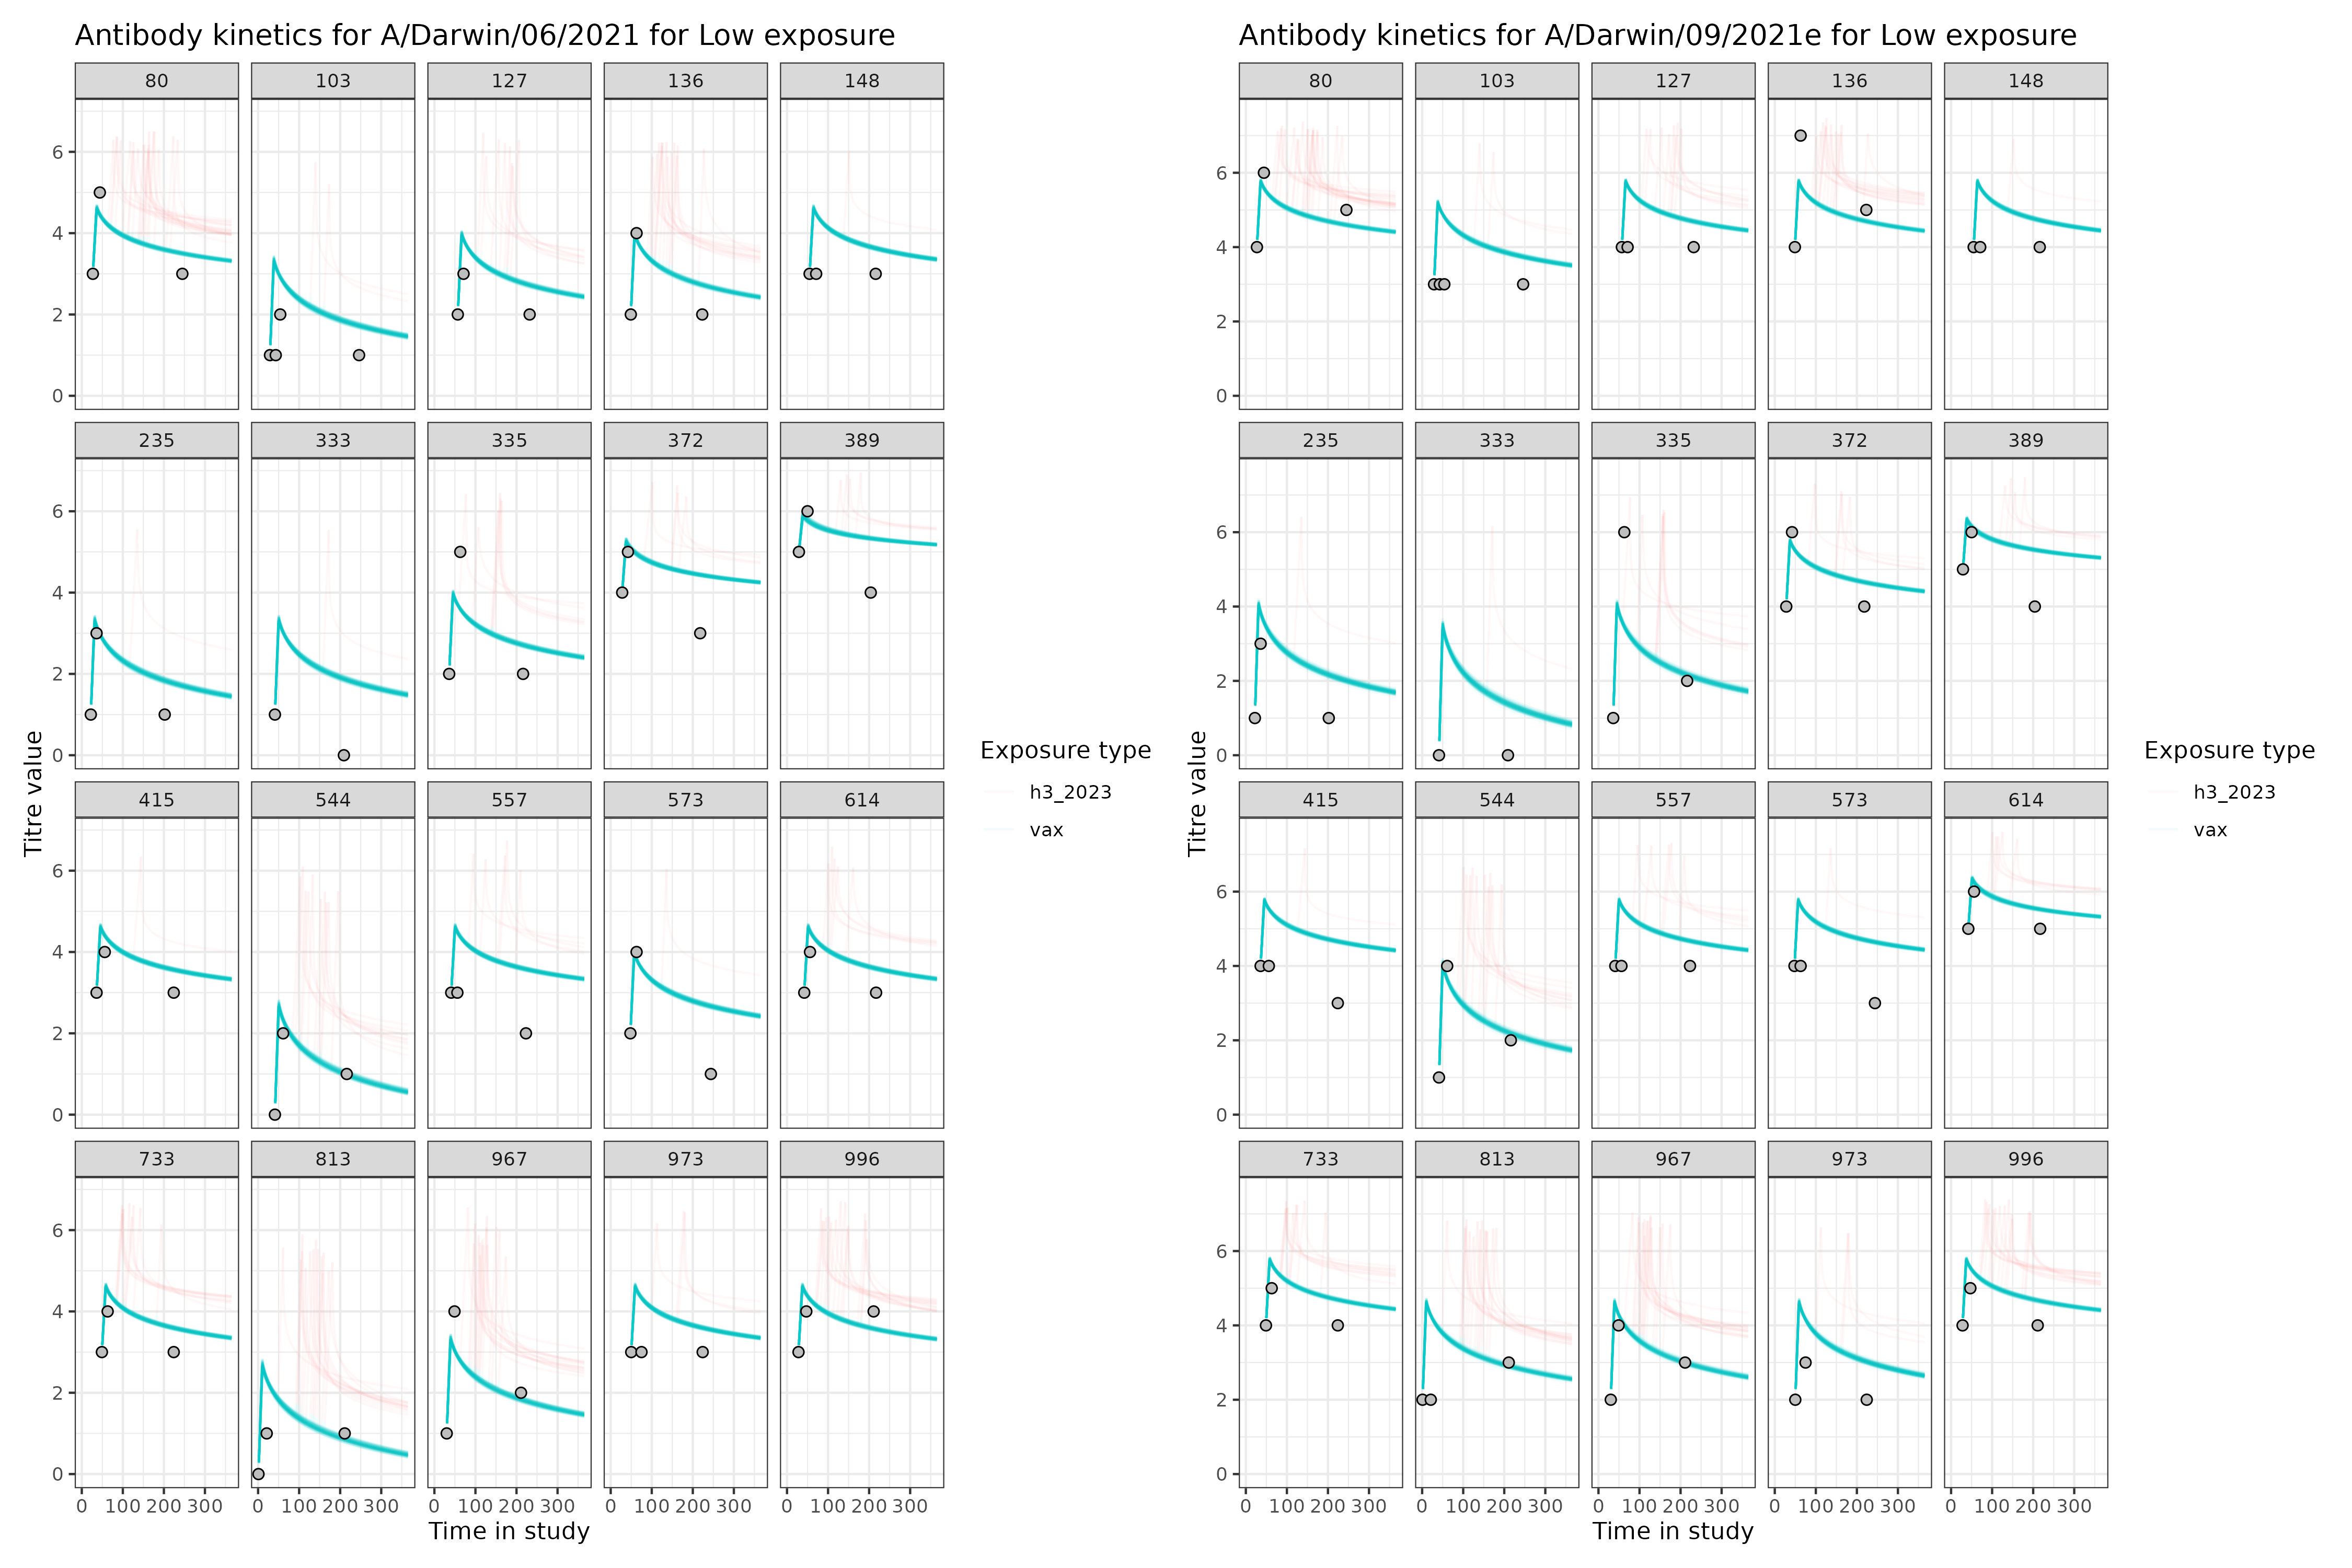 Antibody kinetics for A/Darwin/06/2021 for Low exposure
80 103 127 136 148
6
4
2
0
235 333 335 372 389
6
4
2
0
415 544 557 573 614
6
4
2
0
733 813 967 973 996
6
4
2
0
0 100 200 300 0 100 200 300 0 100 200 300 0 100 200 300 0 100 200 300
Time in study
Titre value
Exposure type
h3_2023
vax
Antibody kinetics for A/Darwin/09/2021e for Low exposure
80 103 127 136 148
6
4
2
0
235 333 335 372 389
6
4
2
0
415 544 557 573 614
6
4
2
0
733 813 967 973 996
6
4
2
0
0 100 200 300 0 100 200 300 0 100 200 300 0 100 200 300 0 100 200 300
Time in study
Titre value
Exposure type
h3_2023
vax